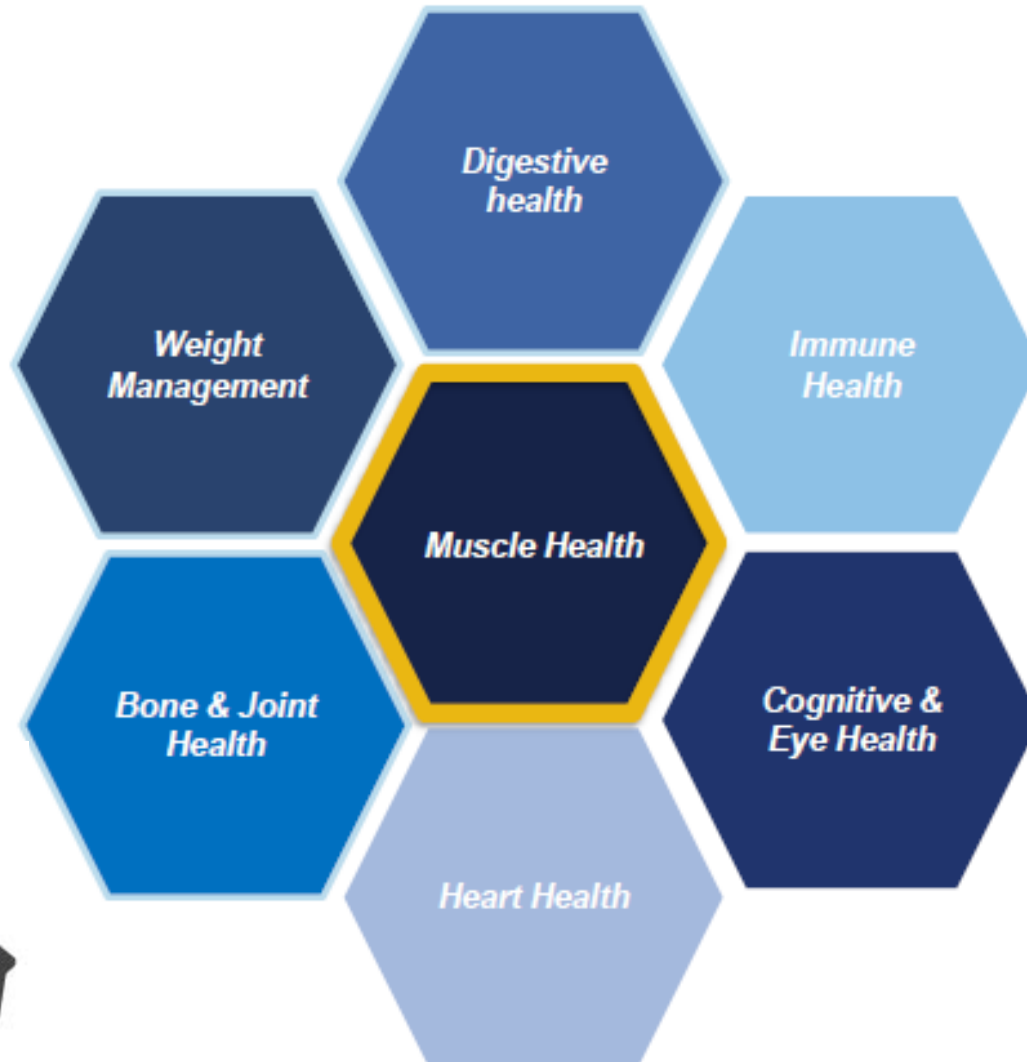 Digestive
health
Weight
Management
Immune
Health
Muscle Health
Bone & Joint
Health
Cognitive &
Eye Health
Heart Health